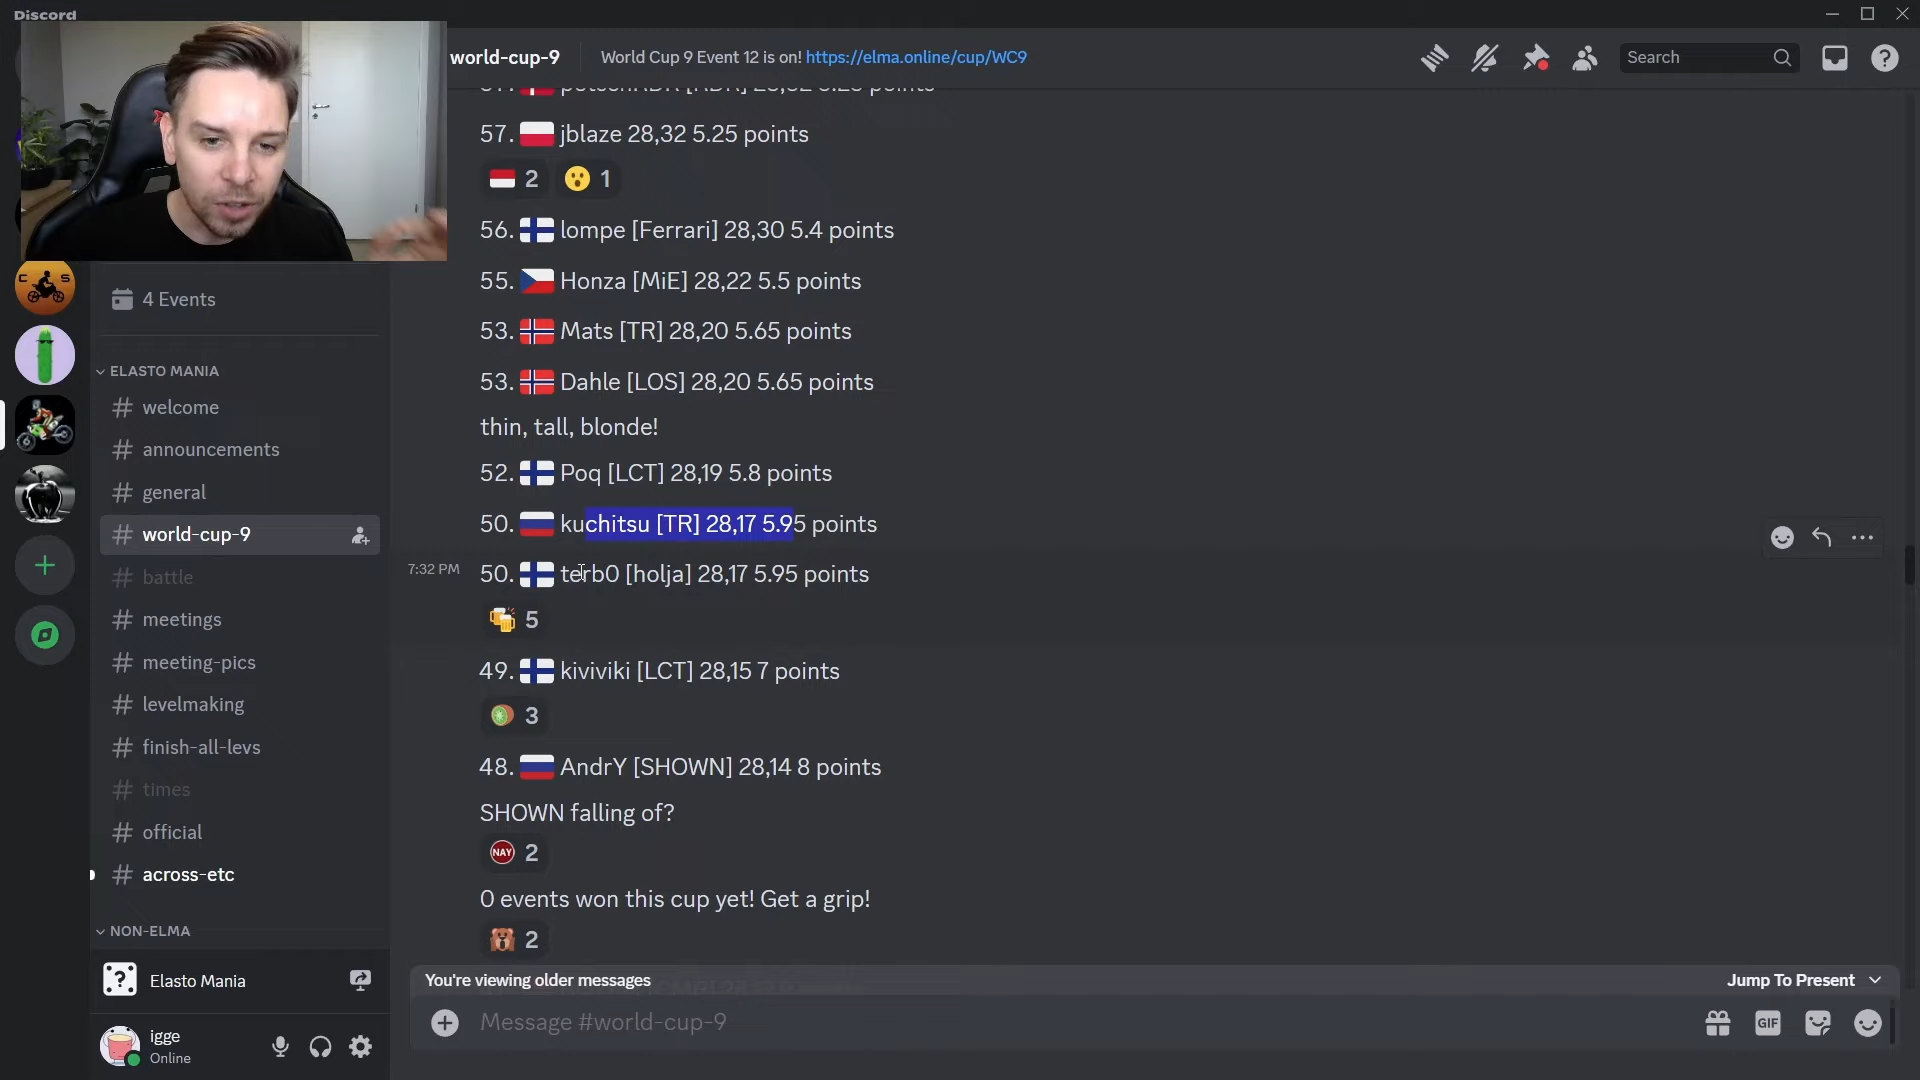 Discord
world-cup-9
World Cup 9 Event 12 is on! https://elma.online/cup/WC9
Search
57. jblaze 28,32 5.25 points
2 1
56. lompe [Ferrari] 28,30 5.4 points
55. Honza [MiE] 28,22 5.5 points
53. Mats [TR] 28,20 5.65 points
53. Dahle [LOS] 28,20 5.65 points
thin, tall, blonde!
52. Poq [LCT] 28,19 5.8 points
50. kuchitsu [TR] 28,17 5.95 points
7:32 PM 50. terb0 [holja] 28,17 5.95 points
5
49. kiviviki [LCT] 28,15 7 points
3
48. AndrY [SHOWN] 28,14 8 points
SHOWN falling of?
NAY 2
0 events won this cup yet! Get a grip!
2
You're viewing older messages
Jump To Present
Message #world-cup-9
GIF
C S
4 Events
ELASTO MANIA
welcome
announcements
general
world-cup-9
battle
meetings
meeting-pics
levelmaking
finish-all-levs
times
official
across-etc
NON-ELMA
Elasto Mania
igge
Online